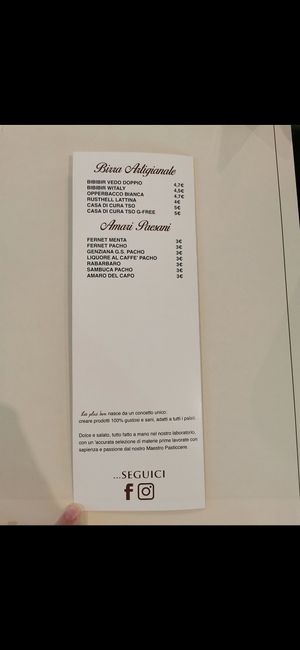 Birra Artigianale
BIBIBIR VEDO DOPPIO 4,7€
BIBIBIR WITALY 4,5€
OPPERBACCO BIANCA 4,7€
RUSTHELL LATTINA 4€
CASA DI CURA TSO 5€
CASA DI CURA TSO G-FREE 5€
Amari Paesani
FERNET MENTA 3€
FERNET PACHO 3€
GENZIANA G.S. PACHO 3€
LIQUORE AL CAFFE' PACHO 3€
RABARBARO 3€
SAMBUCA PACHO 3€
AMARO DEL CAPO 3€
nasce da un concetto unico:
creare prodotti 100% gustosi e sani, adatti a tutti i palati.
Dolce e salato, tutto fatto a mano nel nostro laboratorio,
con un'accurata selezione di materie prime lavorate con
sapienza e passione dal nostro Maestro Pasticcere.
...SEGUICI